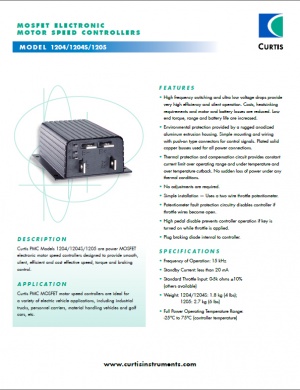 MOSFET ELECTRONIC
MOTOR SPEED CONTROLLERS
MODEL 1204/1204S/1205
CURTIS
FEATURES
• High frequency switching and ultra low voltage drops provide
very high efficiency and silent operation. Costs, heatsinking
requirements and motor and battery losses are reduced. Low
end torque, range and battery life are increased.
• Environmental protection provided by a rugged anodized
aluminum extrusion housing. Simple mounting and wiring
with push-on type connectors for control signals. Plated solid
copper busses used for all power connections.
• Thermal protection and compensation circuit provides constant
current limit over operating range and under temperature and
over temperature cutback. No sudden loss of power under any
thermal conditions.
• No adjustments are required.
• Simple installation — Uses a two wire throttle potentiometer.
• Potentiometer fault protection circuitry disables controller if
throttle wires become open.
• High pedal disable prevents controller operation if key is
turned on while throttle is applied.
• Plug braking diode internal to controller.
DESCRIPTION
Curtis PMC Models 1204/1204S/1205 are power MOSFET
electronic motor speed controllers designed to provide smooth,
silent, efficient and cost effective speed, torque and braking
control.
APPLICATION
Curtis PMC MOSFET motor speed controllers are ideal for
a variety of electric vehicle applications, including industrial
trucks, personnel carriers, material handling vehicles and golf
cars, etc.
SPECIFICATIONS
• Frequency of Operation: 15 kHz
• Standby Current: less than 20 mA
• Standard Throttle Input: 0-5k ohms ±10%
(others available)
• Weight: 1204/1204S: 1.8 kg (4 lbs);
1205: 2.7 kg (6 lbs)
• Full Power Operating Temperature Range:
-25°C to 75°C (controller temperature)
www.curtisinstruments.com